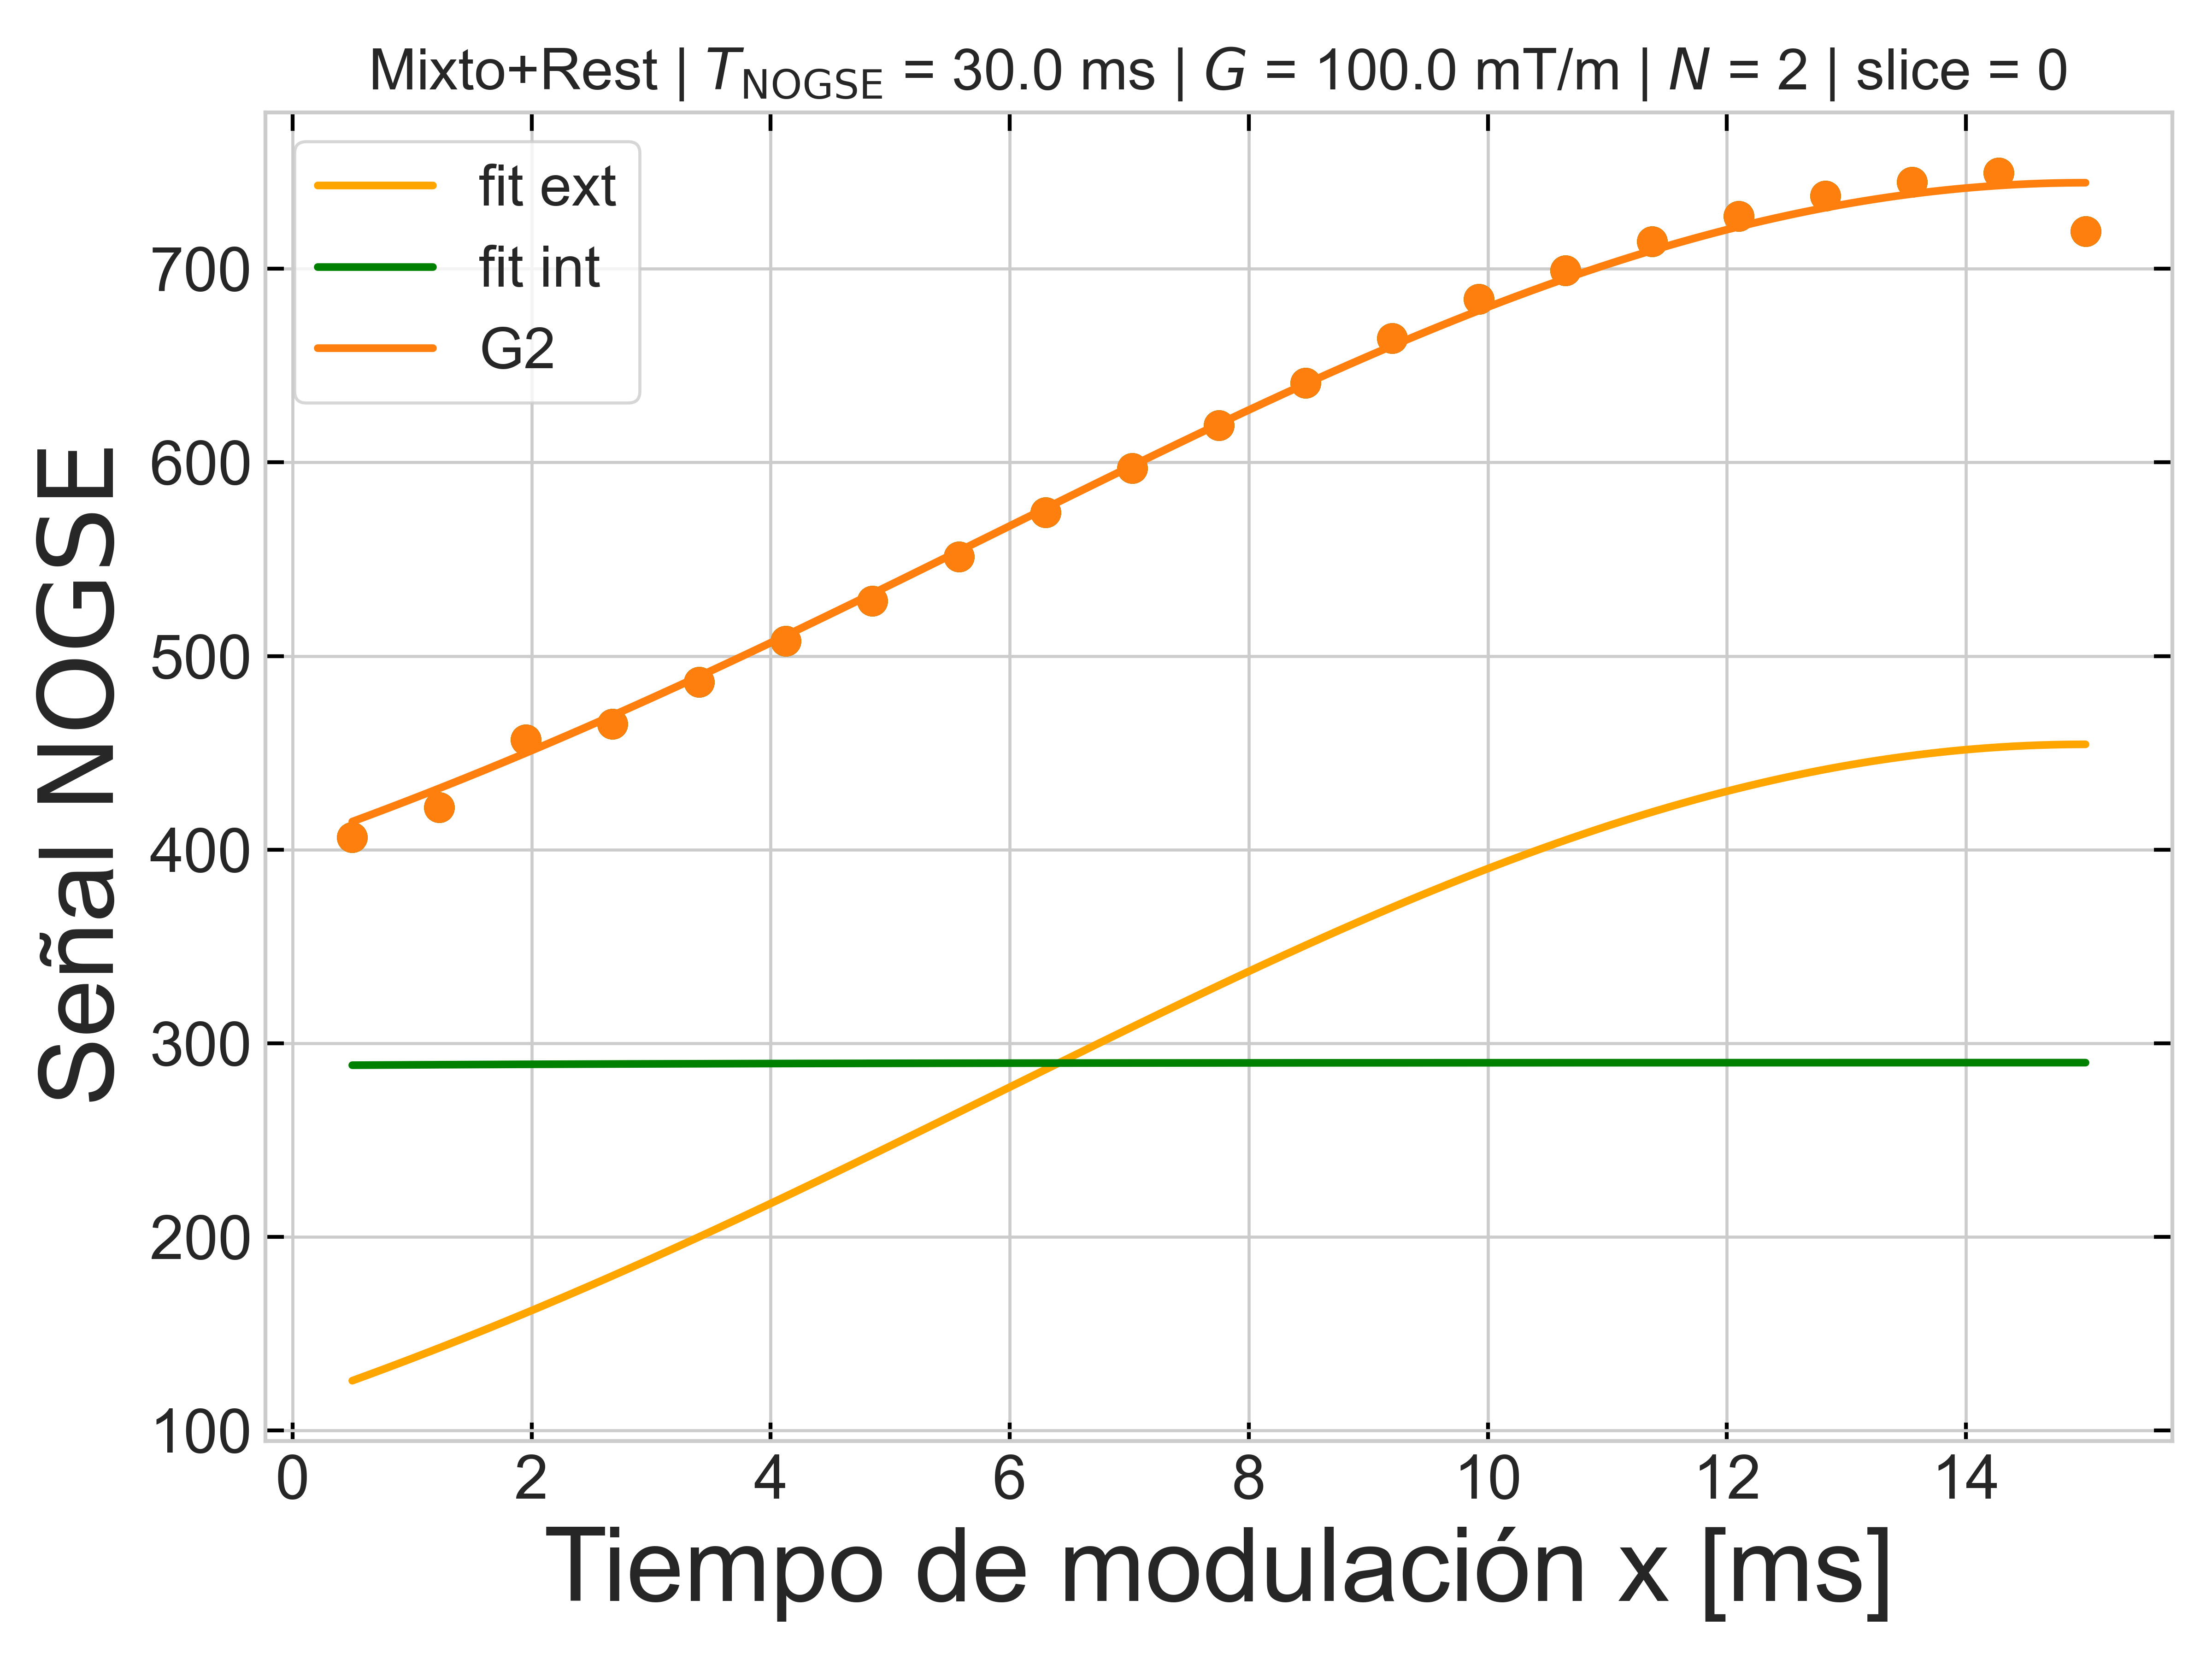 Mixto+Rest | T_NOGSE = 30.0 ms | G = 100.0 mT/m | N = 2 | slice = 0
fit ext
fit int
G2
Señal NOGSE
700
600
500
400
300
200
100
0 2 4 6 8 10 12 14
Tiempo de modulación x [ms]